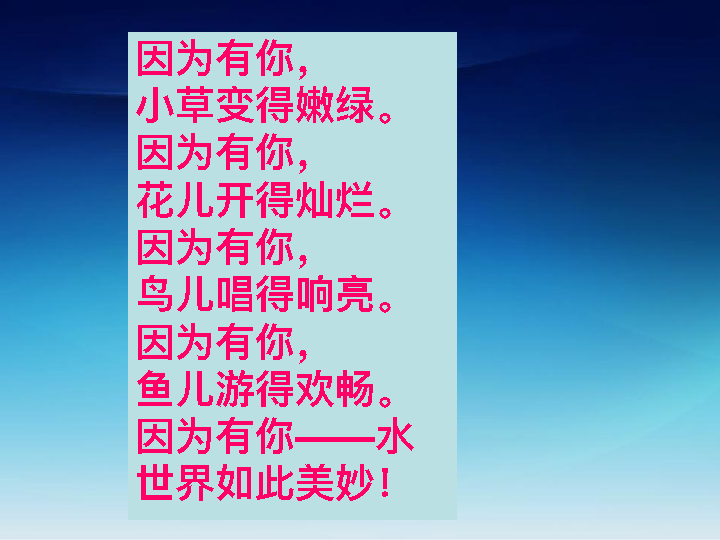 因为有你，
小草变得嫩绿。
因为有你，
花儿开得灿烂。
因为有你，
鸟儿唱得响亮。
因为有你，
鱼儿游得欢畅。
因为有你——水
世界如此美妙！